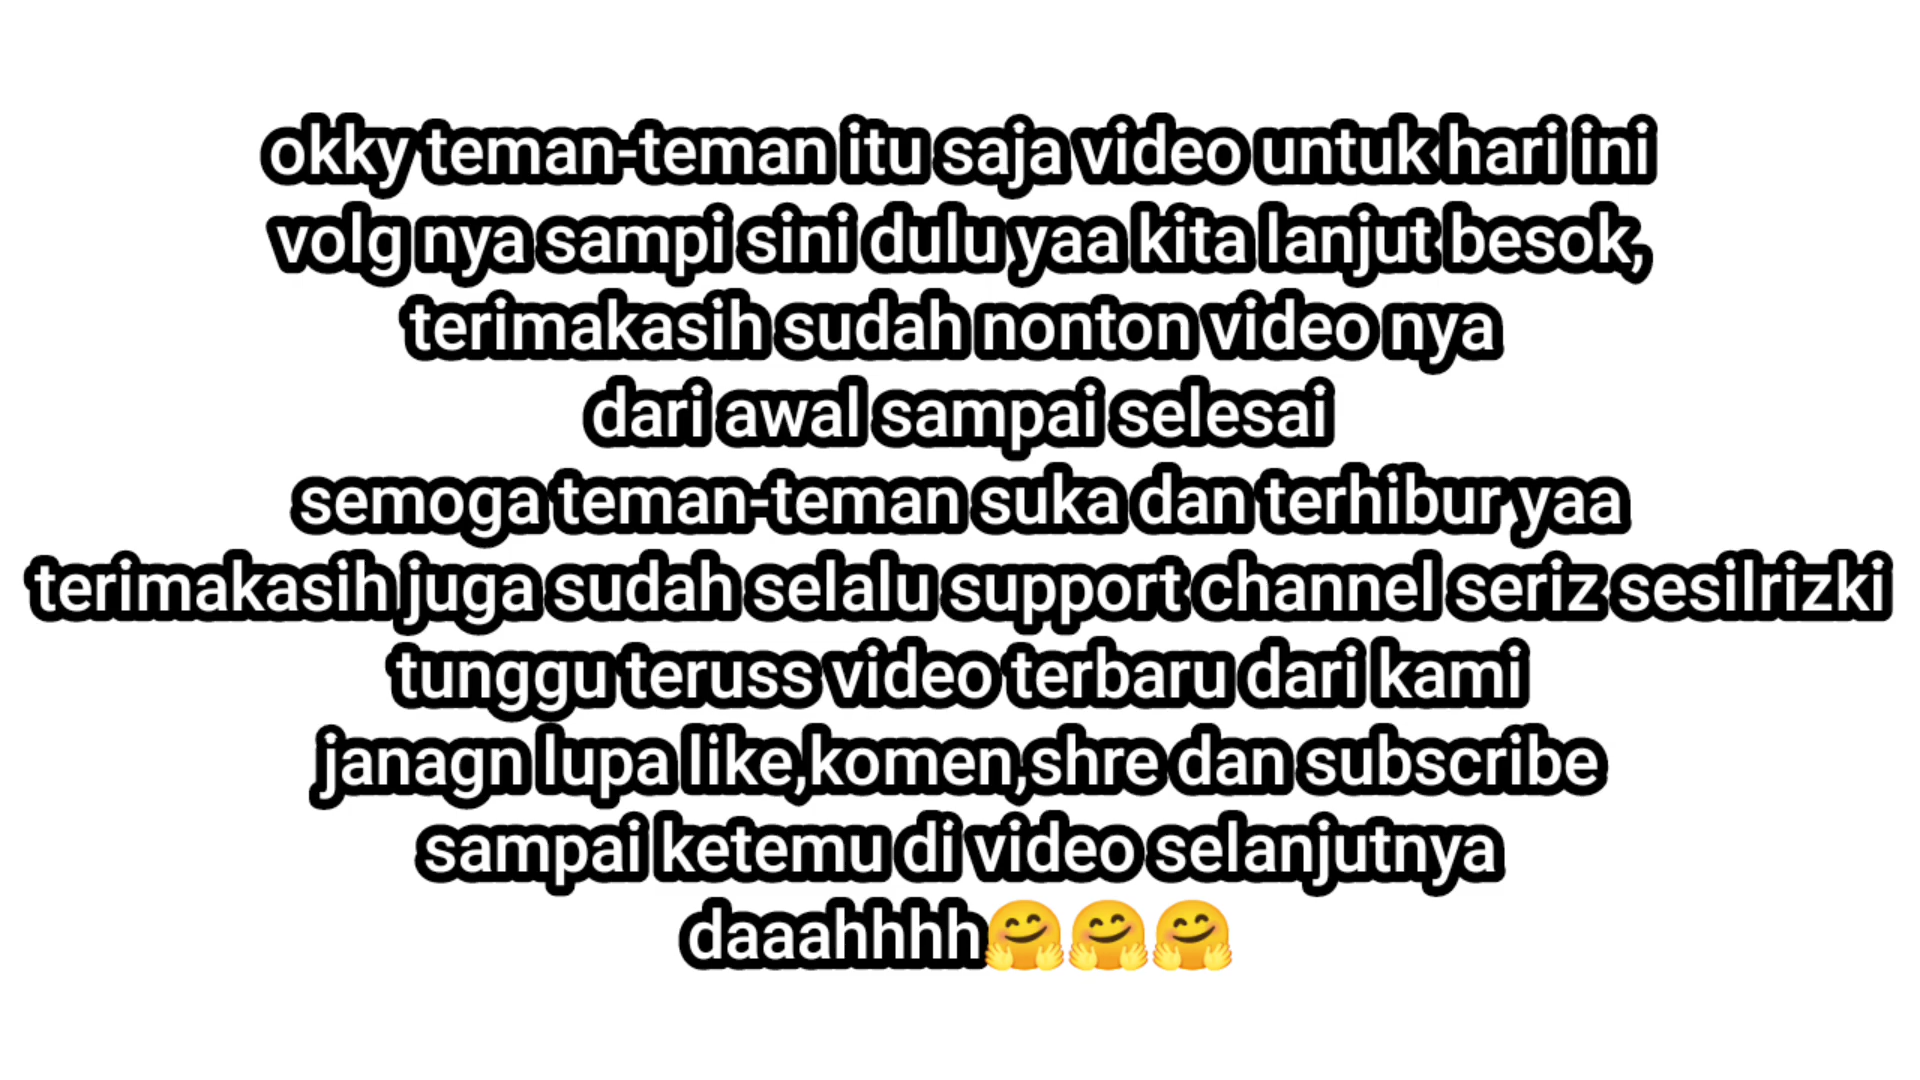 okky teman-teman itu saja video untuk hari ini
volg nya sampi sini dulu yaa kita lanjut besok,
terimakasih sudah nonton video nya
dari awal sampai selesai
semoga teman-teman suka dan terhibur yaa
terimakasih juga sudah selalu support channel seriz sesilrizki
tunggu teruss video terbaru dari kami
janagn lupa like,komen,shre dan subscribe
sampai ketemu di video selanjutnya
daaahhhh🤗🤗🤗